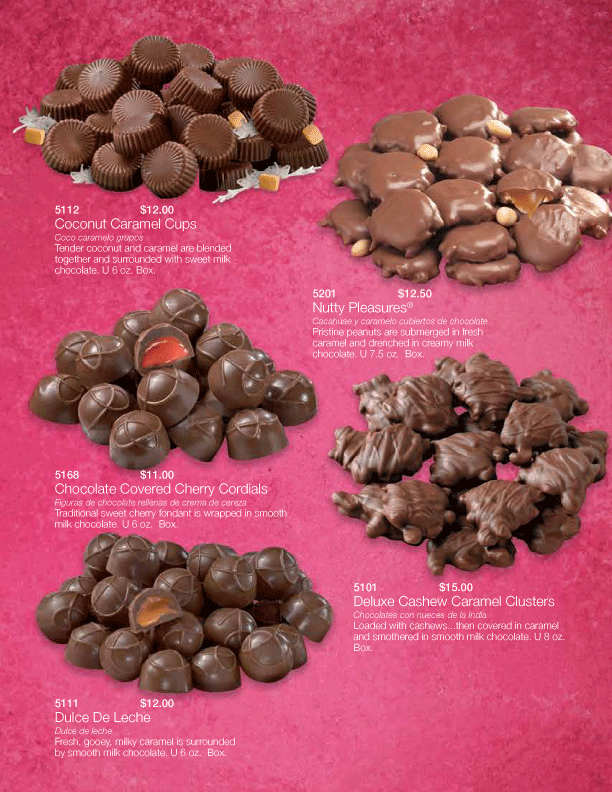 5112 $12.00
Coconut Caramel Cups
Coco caramelo grupos
Tender coconut and caramel are blended
together and surrounded with sweet milk
chocolate. U 6 oz. Box.
5201 $12.50
Nutty Pleasures®
Cacahuae y caramelo cubiertos de chocolate
Pristine peanuts are submerged in fresh
caramel and drenched in creamy milk
chocolate. U 7.5 oz. Box.
5168 $11.00
Chocolate Covered Cherry Cordials
Figuras de chocolate rellenas de crema de cereza
Traditional sweet cherry fondant is wrapped in smooth
milk chocolate. U 6 oz. Box.
5101 $15.00
Deluxe Cashew Caramel Clusters
Chocolates con nueces de la India
Loaded with cashews...then covered in caramel
and smothered in smooth milk chocolate. U 8 oz.
Box.
5111 $12.00
Dulce De Leche
Dulce de leche
Fresh, gooey, milky caramel is surrounded
by smooth milk chocolate. U 6 oz. Box.